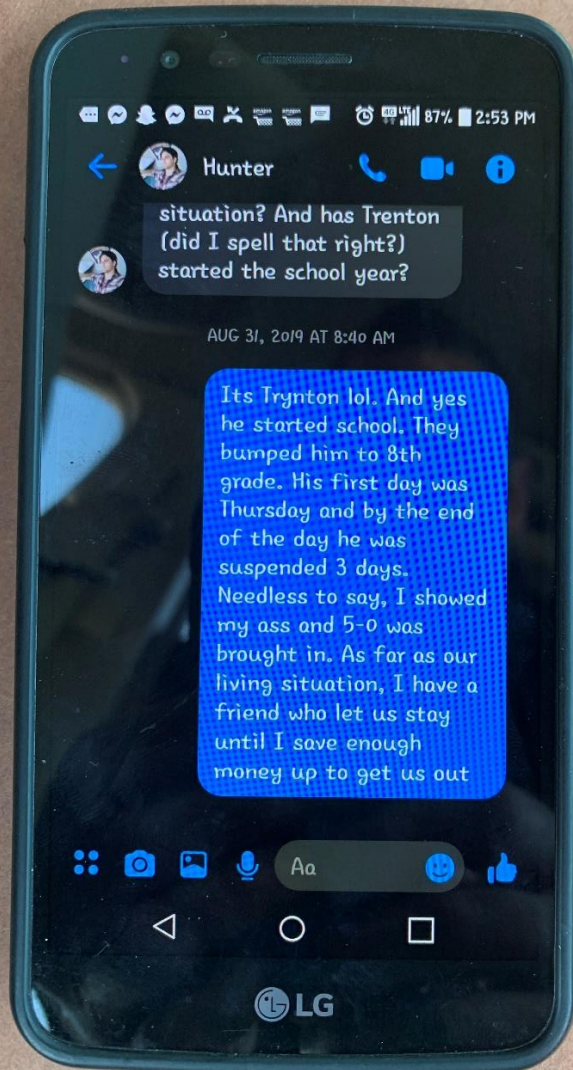 87% 2:53 PM
Hunter
situation? And has Trenton
(did I spell that right?)
started the school year?
AUG 31, 2019 AT 8:40 AM
Its Trynton lol. And yes
he started school. They
bumped him to 8th
grade. His first day was
Thursday and by the end
of the day he was
suspended 3 days.
Needless to say, I showed
my ass and 5-0 was
brought in. As far as our
living situation, I have a
friend who let us stay
until I save enough
money up to get us out
Aa
LG